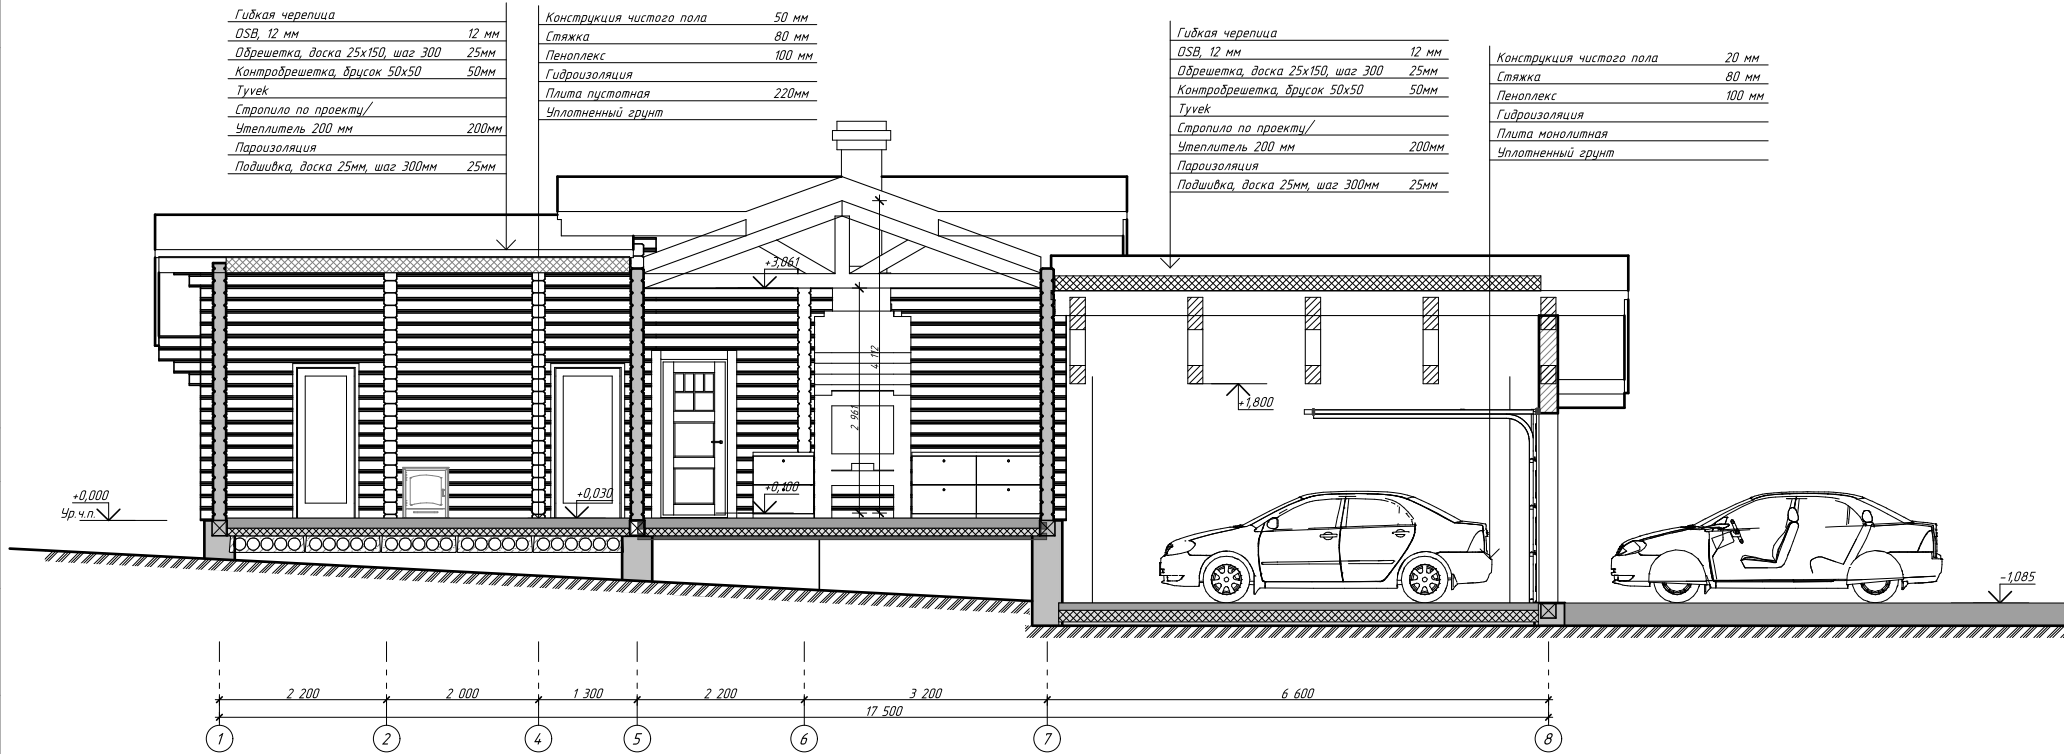 Гибкая черепица
OSB, 12 мм 12 мм
Обрешетка, доска 25х150, шаг 300 25мм
Контробрешетка, брусок 50х50 50мм
Tyvek
Стропило по проекту/
Утеплитель 200 мм 200мм
Пароизоляция
Подшивка, доска 25мм, шаг 300мм 25мм
Конструкция чистого пола 50 мм
Стяжка 80 мм
Пеноплекс 100 мм
Гидроизоляция
Плита пустотная 220мм
Уплотненный грунт
Гибкая черепица
OSB, 12 мм 12 мм
Обрешетка, доска 25х150, шаг 300 25мм
Контробрешетка, брусок 50х50 50мм
Tyvek
Стропило по проекту/
Утеплитель 200 мм 200мм
Пароизоляция
Подшивка, доска 25мм, шаг 300мм 25мм
Конструкция чистого пола 20 мм
Стяжка 80 мм
Пеноплекс 100 мм
Гидроизоляция
Плита монолитная
Уплотненный грунт
+3,061
4 112
2 961
+1,800
+0,000
Ур.ч.п.
+0,030
+0,100
-1,085
2 200 2 000 1 300 2 200 3 200 6 600
17 500
1 2 4 5 6 7 8